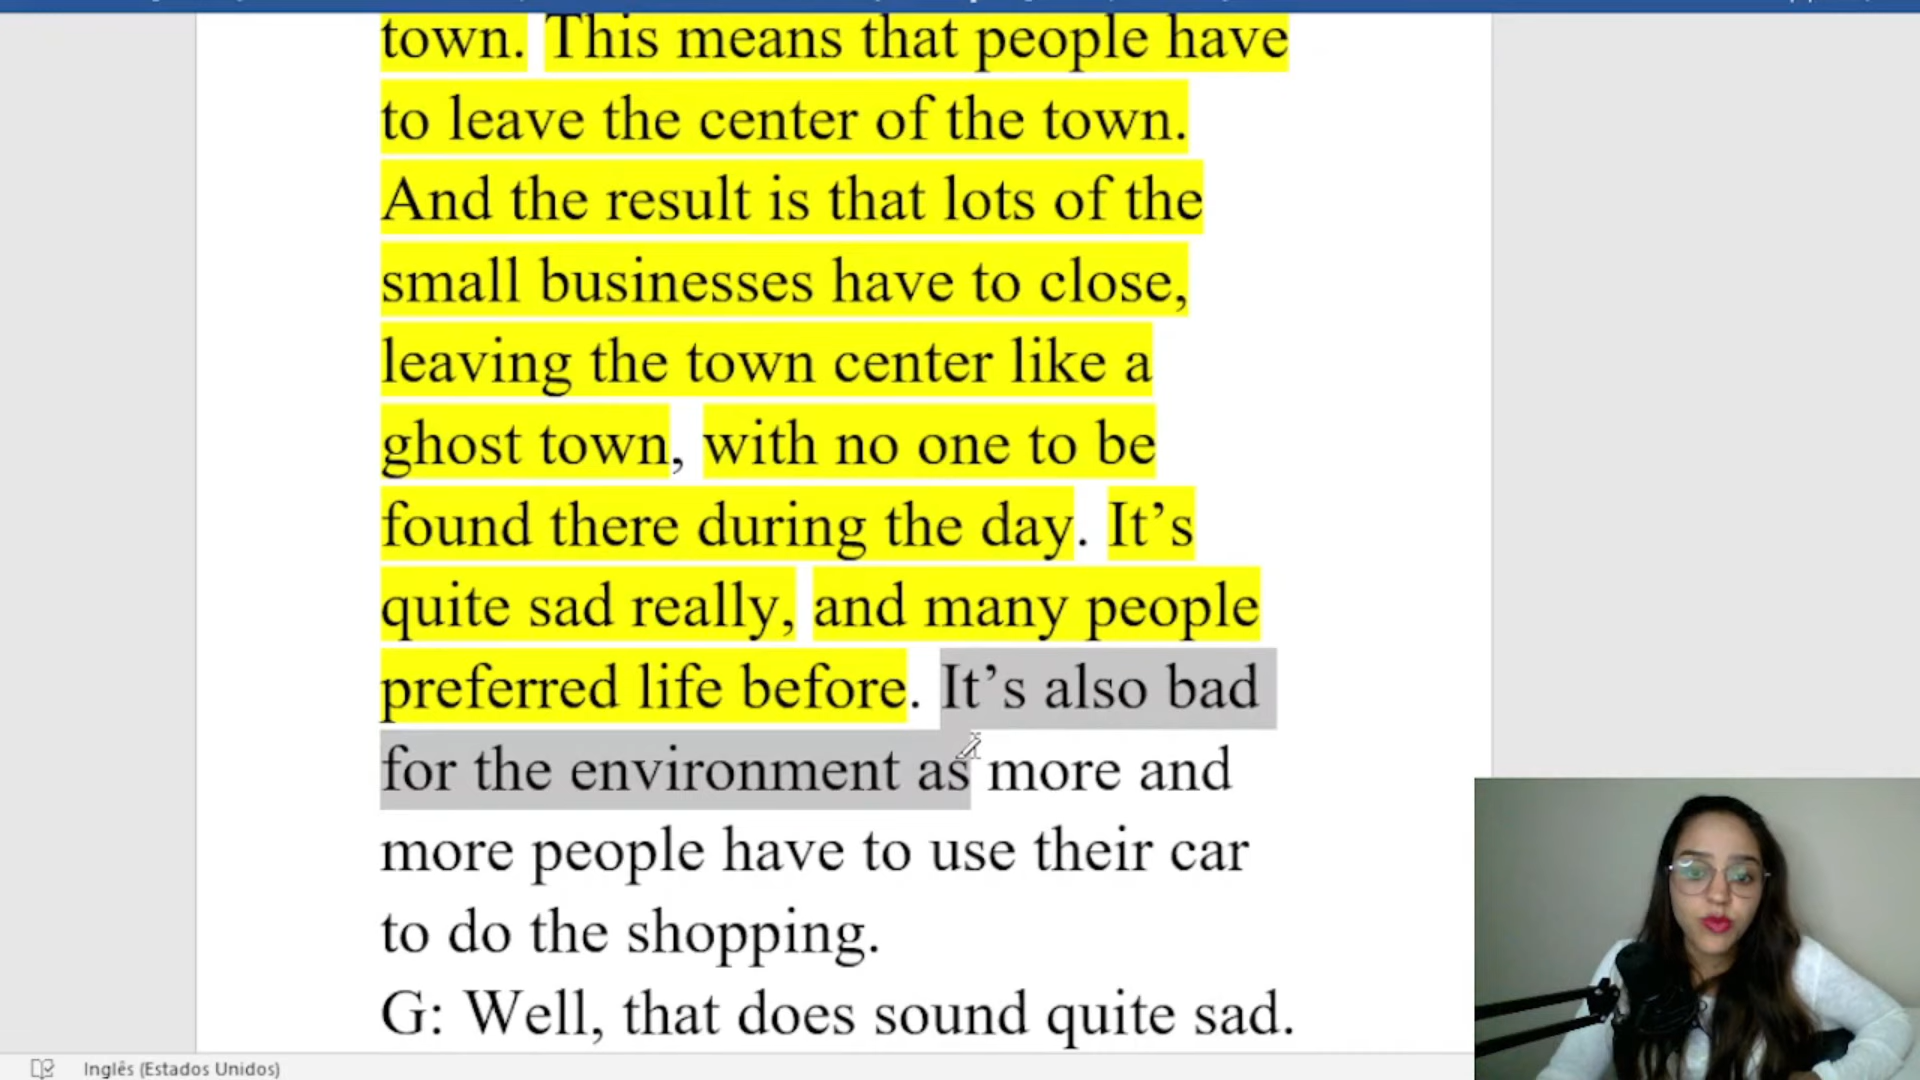 town. This means that people have
to leave the center of the town.
And the result is that lots of the
small businesses have to close,
leaving the town center like a
ghost town, with no one to be
found there during the day. It’s
quite sad really, and many people
preferred life before. It’s also bad
for the environment as more and
more people have to use their car
to do the shopping.
G: Well, that does sound quite sad.
Inglês (Estados Unidos)